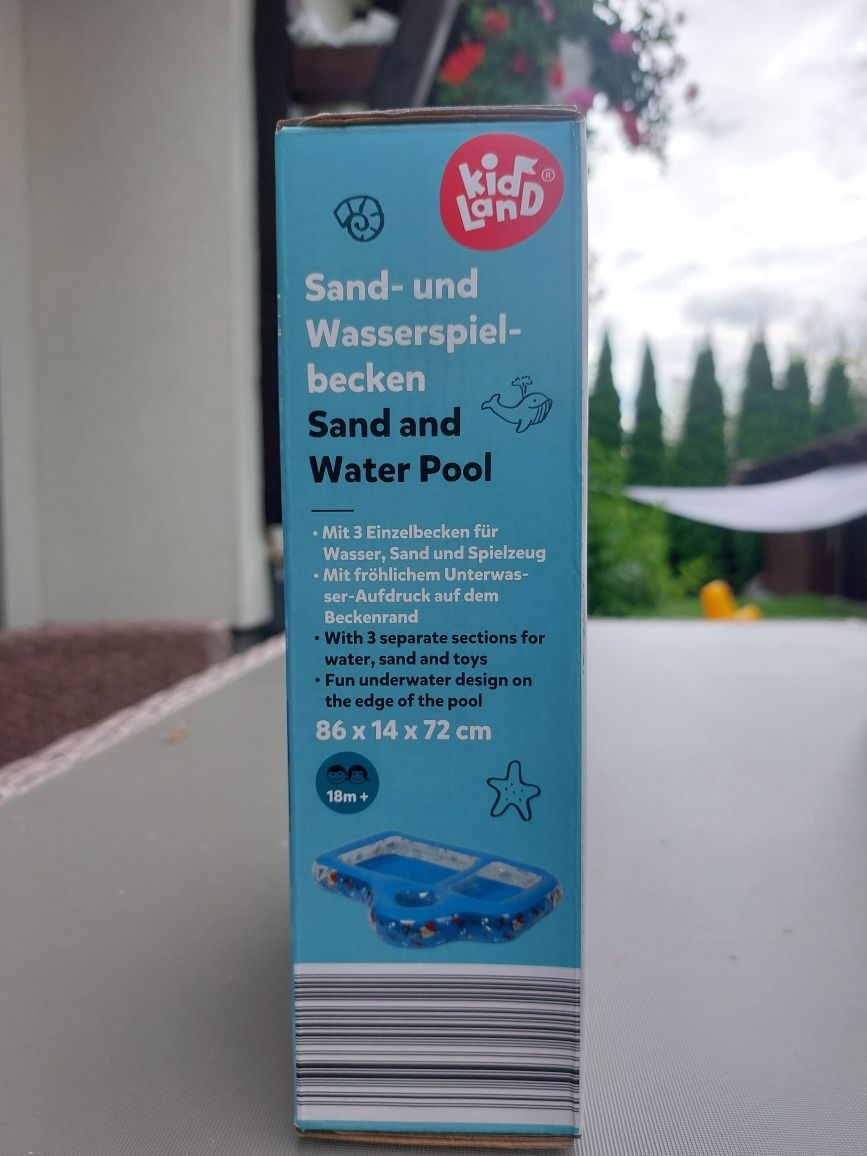 kid
Land®
Sand- und
Wasserspiel-
becken
Sand and
Water Pool
• Mit 3 Einzelbecken für
Wasser, Sand und Spielzeug
• Mit fröhlichem Unterwas-
ser-Aufdruck auf dem
Beckenrand
• With 3 separate sections for
water, sand and toys
• Fun underwater design on
the edge of the pool
86 x 14 x 72 cm
18m +